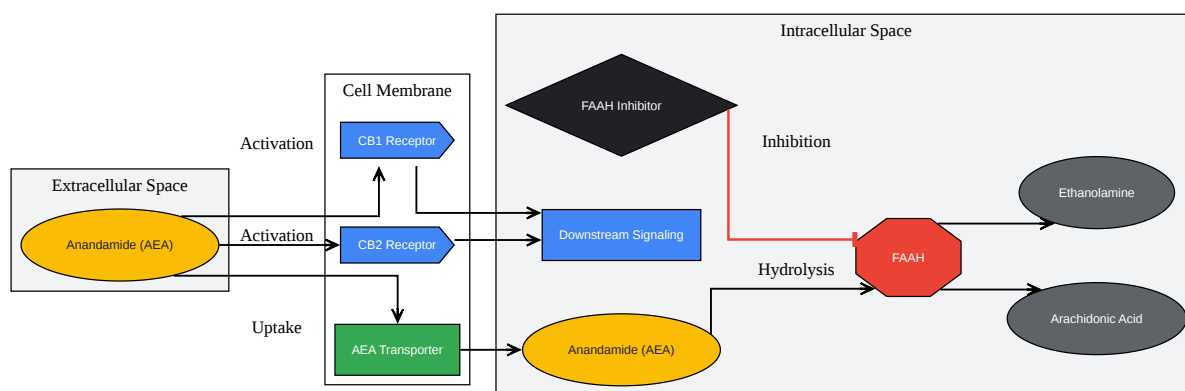 Intracellular Space
Cell Membrane
FAAH Inhibitor
CB1 Receptor
Activation
Inhibition
Extracellular Space
Ethanolamine
Anandamide (AEA)
Activation
CB2 Receptor
Downstream Signaling
FAAH
Hydrolysis
Uptake
AEA Transporter
Anandamide (AEA)
Arachidonic Acid